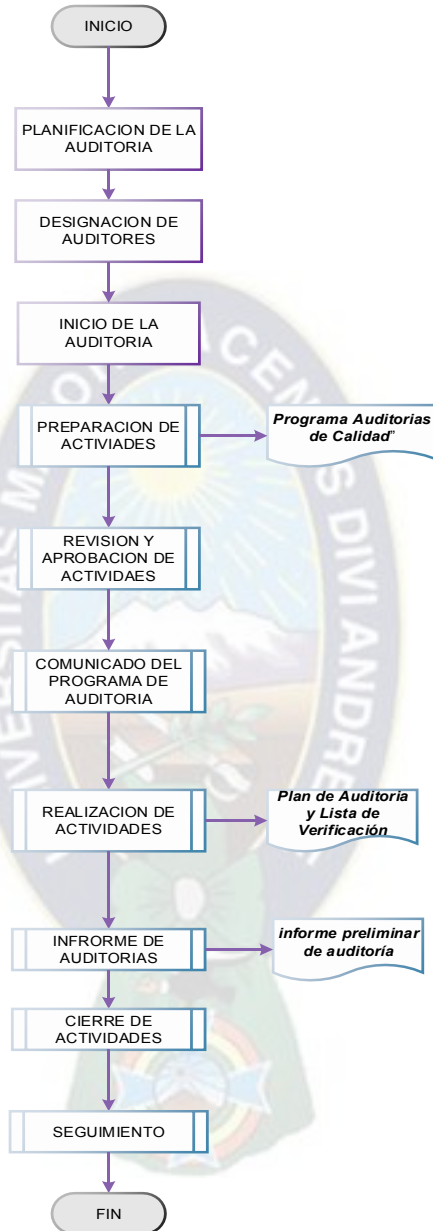 INICIO
PLANIFICACION DE LA
AUDITORIA
DESIGNACION DE
AUDITORES
INICIO DE LA
AUDITORIA
PREPARACION DE
ACTIVIADES
Programa Auditorias
de Calidad"
REVISION Y
APROBACION DE
ACTIVIDAES
COMUNICADO DEL
PROGRAMA DE
AUDITORIA
REALIZACION DE
ACTIVIDADES
Plan de Auditoria
y Lista de
Verificación
INFRORME DE
AUDITORIAS
informe preliminar
de auditoría
CIERRE DE
ACTIVIDADES
SEGUIMIENTO
FIN